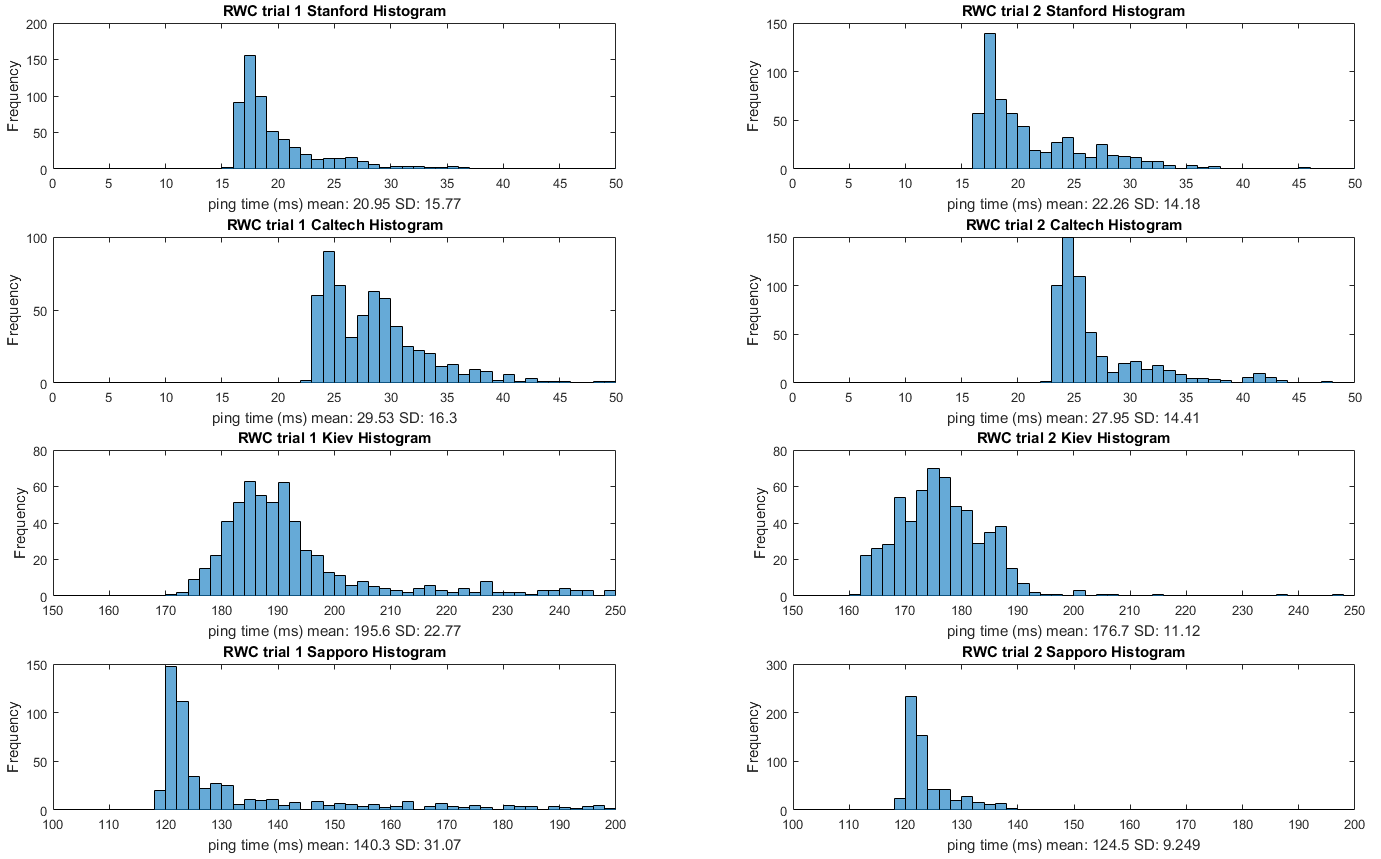 RWC trial 1 Stanford Histogram
200
150
100
50
0
Frequency
0 5 10 15 20 25 30 35 40 45 50
ping time (ms) mean: 20.95 SD: 15.77
RWC trial 2 Stanford Histogram
150
100
50
0
Frequency
0 5 10 15 20 25 30 35 40 45 50
ping time (ms) mean: 22.26 SD: 14.18
RWC trial 1 Caltech Histogram
100
50
0
Frequency
0 5 10 15 20 25 30 35 40 45 50
ping time (ms) mean: 29.53 SD: 16.3
RWC trial 2 Caltech Histogram
150
100
50
0
Frequency
0 5 10 15 20 25 30 35 40 45 50
ping time (ms) mean: 27.95 SD: 14.41
RWC trial 1 Kiev Histogram
80
60
40
20
0
Frequency
150 160 170 180 190 200 210 220 230 240 250
ping time (ms) mean: 195.6 SD: 22.77
RWC trial 2 Kiev Histogram
80
60
40
20
0
Frequency
150 160 170 180 190 200 210 220 230 240 250
ping time (ms) mean: 176.7 SD: 11.12
RWC trial 1 Sapporo Histogram
150
100
50
0
Frequency
100 110 120 130 140 150 160 170 180 190 200
ping time (ms) mean: 140.3 SD: 31.07
RWC trial 2 Sapporo Histogram
300
200
100
0
Frequency
100 110 120 130 140 150 160 170 180 190 200
ping time (ms) mean: 124.5 SD: 9.249